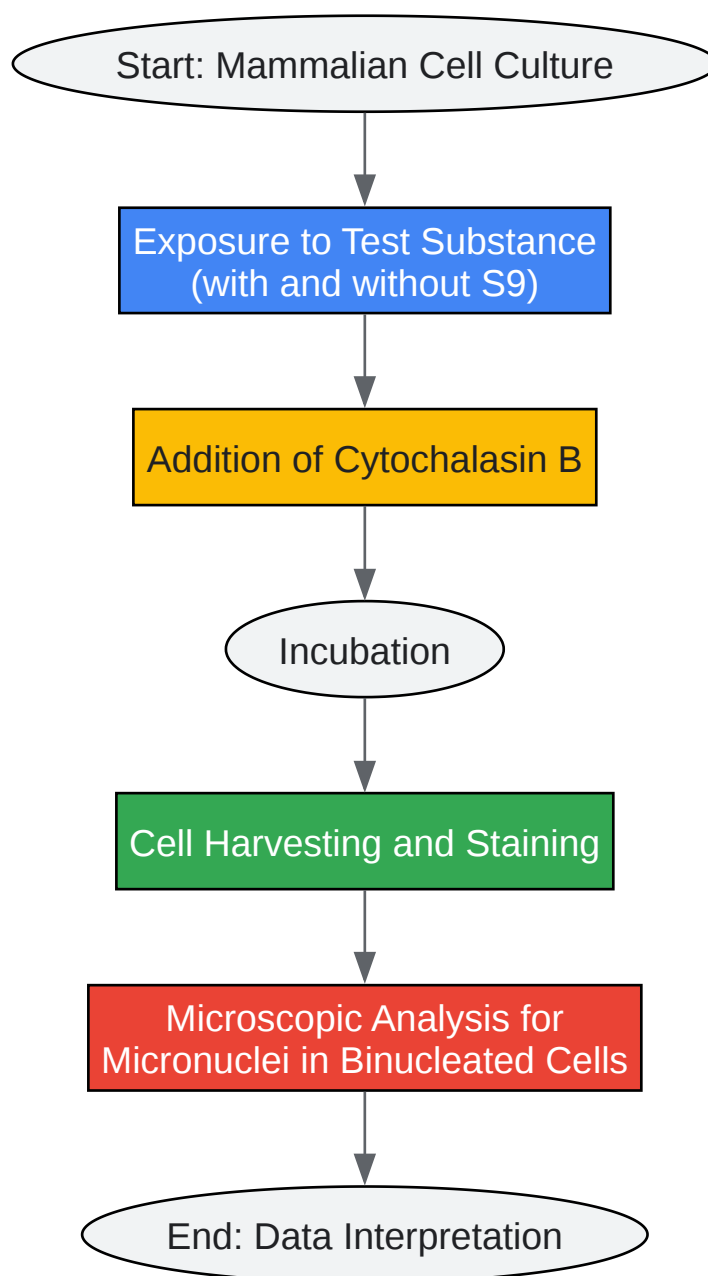 Start: Mammalian Cell Culture
Exposure to Test Substance
(with and without S9)
Addition of Cytochalasin B
Incubation
Cell Harvesting and Staining
Microscopic Analysis for
Micronuclei in Binucleated Cells
End: Data Interpretation